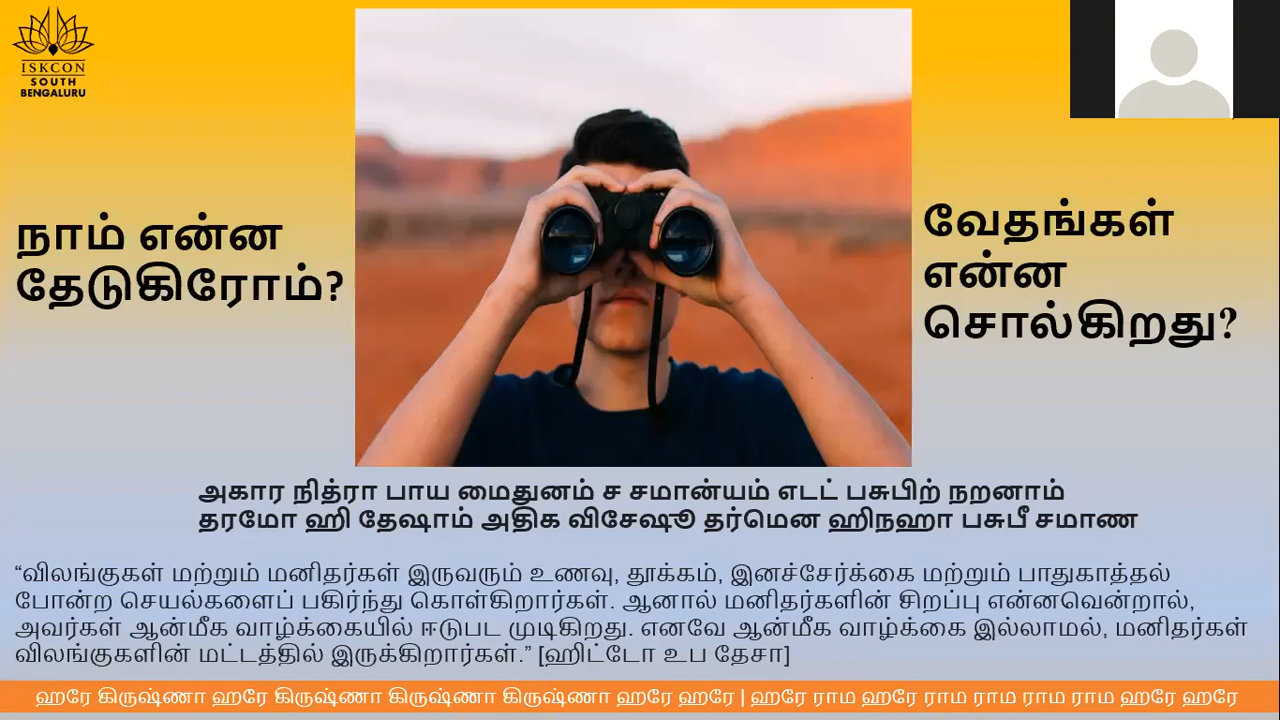 ISKCON
SOUTH
BENGALURU
நாம் என்ன
தேடுகிரோம்?
வேதங்கள்
என்ன
சொல்கிறது?
அகார நித்ரா பாய மைதுனம் ச சமான்யம் எடட் பசுபிற் நறனாம்
தரமோ ஹி தேஷாம் அதிக விசேஷூ தர்மென ஹிநஹா பசுபீ சமாண
“விலங்குகள் மற்றும் மனிதர்கள் இருவரும் உணவு, தூக்கம், இனச்சேர்க்கை மற்றும் பாதுகாத்தல்
போன்ற செயல்களைப் பகிர்ந்து கொள்கிறார்கள். ஆனால் மனிதர்களின் சிறப்பு என்னவென்றால்,
அவர்கள் ஆன்மீக வாழ்க்கையில் ஈடுபட முடிகிறது. எனவே ஆன்மீக வாழ்க்கை இல்லாமல், மனிதர்கள்
விலங்குகளின் மட்டத்தில் இருக்கிறார்கள்.” [ஹிட்டோ உப தேசா]
ஹரே கிருஷ்ணா ஹரே கிருஷ்ணா கிருஷ்ணா கிருஷ்ணா ஹரே ஹரே | ஹரே ராம ஹரே ராம ராம ராம ராம ஹரே ஹரே